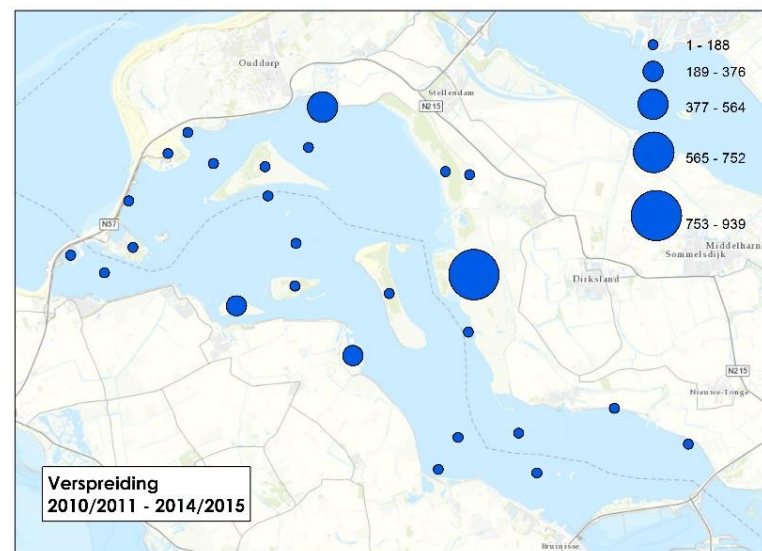 Ouddorp
Stellendam
N215
1 - 188
189 - 376
377 - 564
565 - 752
753 - 939
N57
Middelharn
Sommelsdijk
Dirksland
N215
Nieuwe-Tonge
Verspreiding
2010/2011 - 2014/2015
Bruinisse